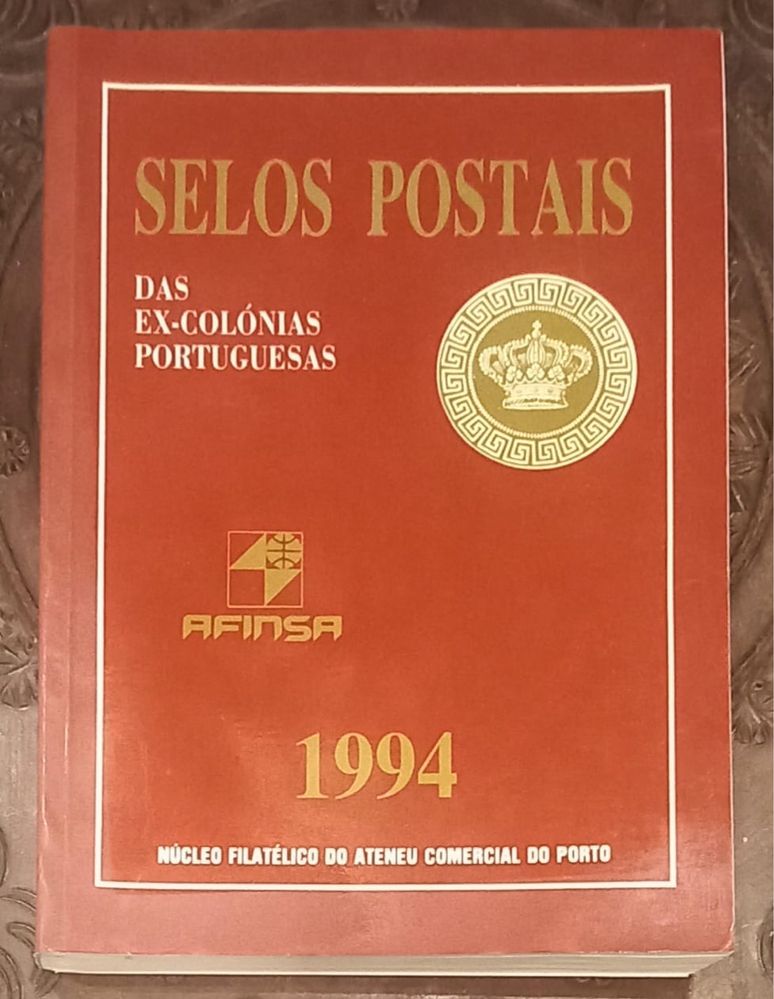 SELOS POSTAIS
DAS
EX-COLÓNIAS
PORTUGUESAS
AFINSA
1994
NÚCLEO FILATÉLICO DO ATENEU COMERCIAL DO PORTO